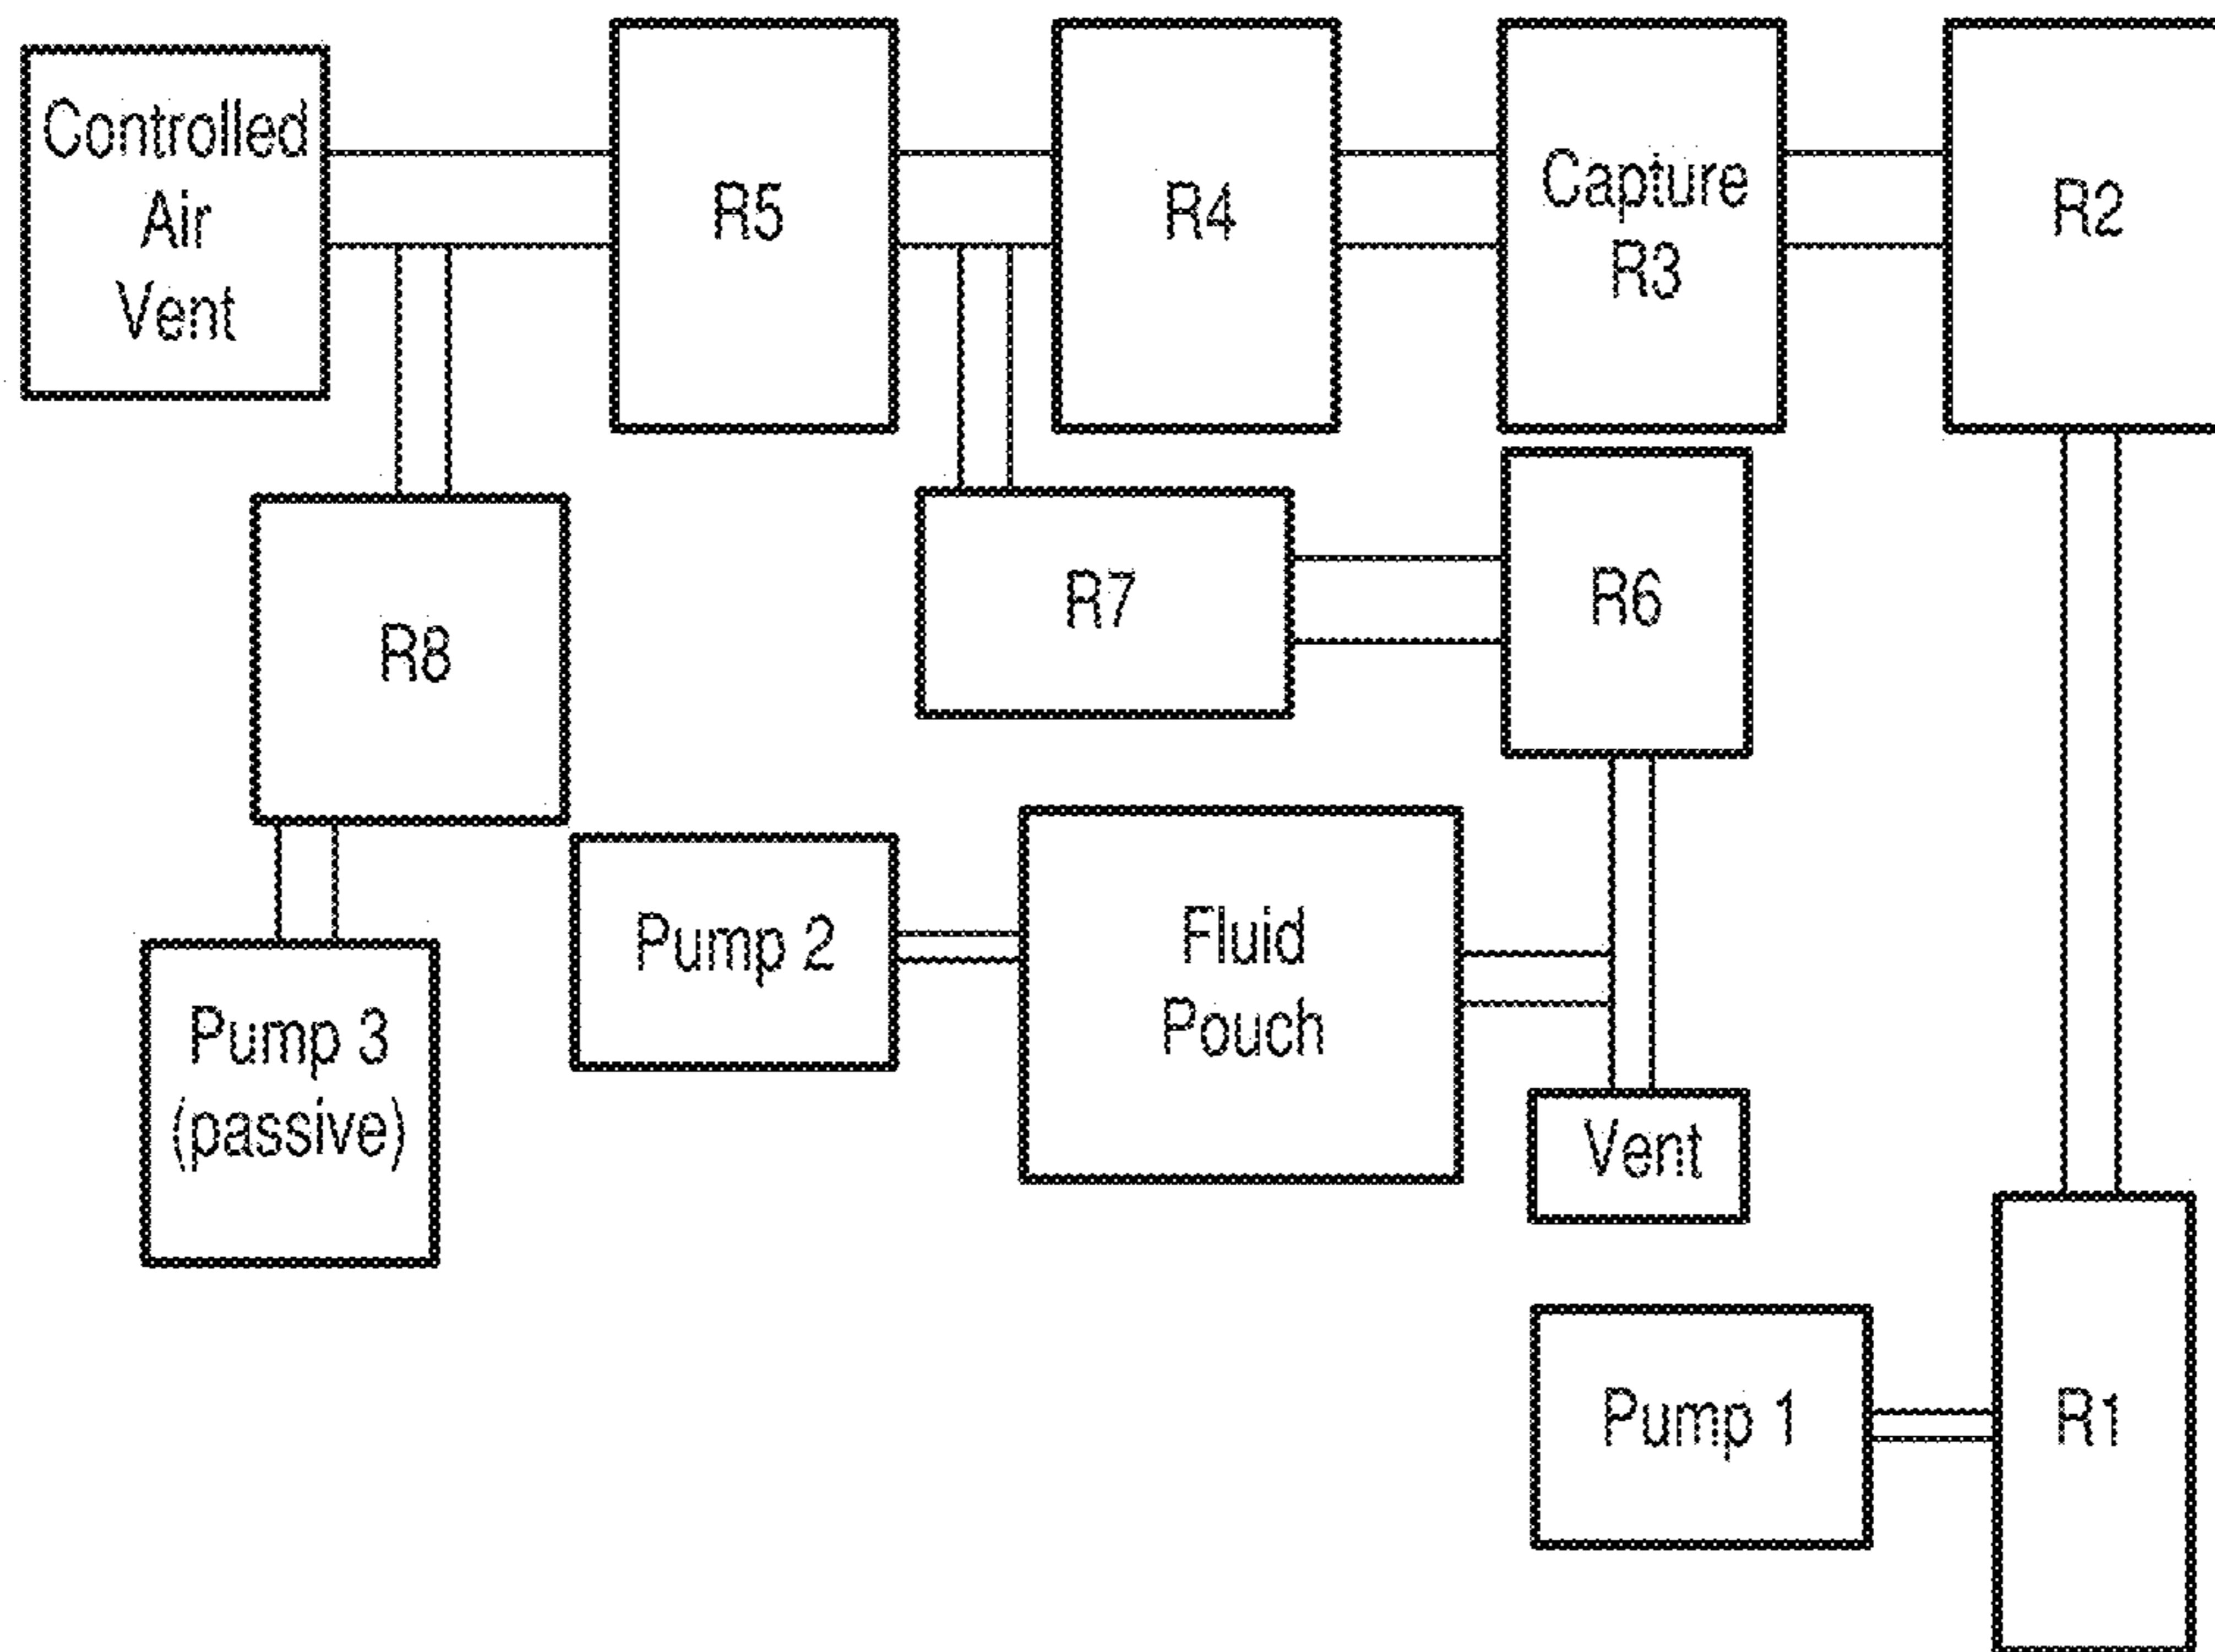 Controlled
Air
Vent
R5
R4
Capture
R3
R2
R8
R7
R6
Pump 3
(passive)
Pump 2
Fluid
Pouch
Vent
Pump 1
R1